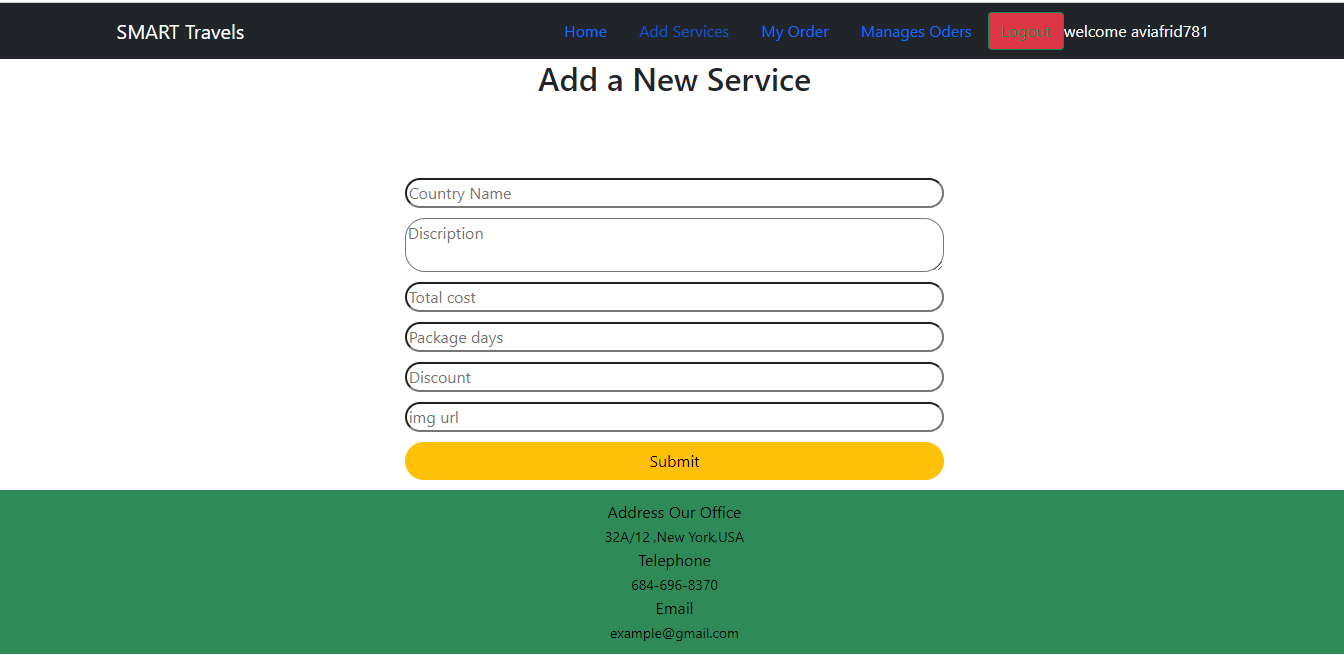 SMART Travels Home Add Services My Order Manages Oders Logout welcome aviafrid781
Add a New Service
Country Name
Discription
Total cost
Package days
Discount
img url
Submit
Address Our Office
32A/12 ,New York,USA
Telephone
684-696-8370
Email
example@gmail.com